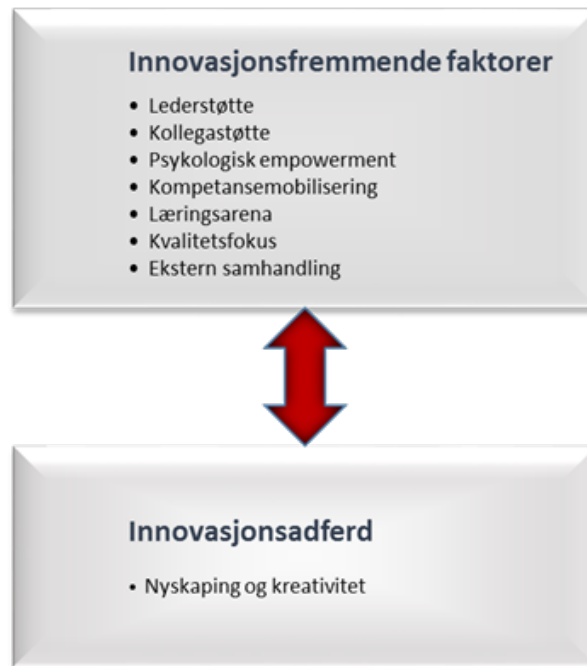 Innovasjonsfremmende faktorer
• Lederstøtte
• Kollegastøtte
• Psykologisk empowerment
• Kompetansemobilisering
• Læringsarena
• Kvalitetsfokus
• Ekstern samhandling
Innovasjonsadferd
• Nyskaping og kreativitet